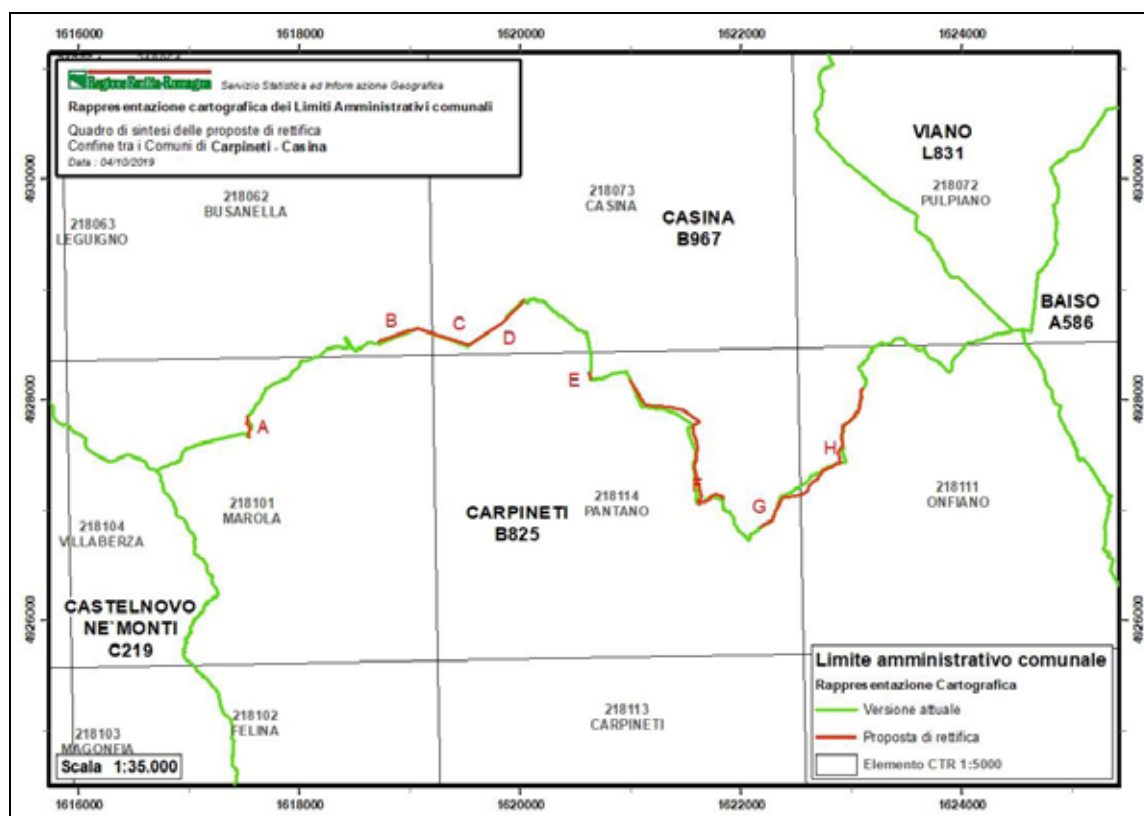 1616000 1618000 1620000 1622000 1624000
RegioneEmilia-Romagna Servizio Statistica ed Informazione Geografica
Rappresentazione cartografica dei Limiti Amministrativi comunali
Quadro di sintesi delle proposte di rettifica
Confine tra i Comuni di Carpineti - Casina
Data : 04/10/2019
VIANO
L831
4930000
4930000
218062
BUSANELLA
218073
CASINA
218072
PULPIANO
218063
LEGUIGNO
CASINA
B967
BAISO
A586
B
C
D
E
4928000
4928000
A
H
F
G
218101
MAROLA
218114
PANTANO
218111
ONFIANO
CARPINETI
B825
218104
VILLABERZA
CASTELNOVO
NE`MONTI
C219
4926000
4926000
218102
FELINA
218113
CARPINETI
218103
MAGONFIA
Scala 1:35.000
Limite amministrativo comunale
Rappresentazione Cartografica
Versione attuale
Proposta di rettifica
Elemento CTR 1:5000
1616000 1618000 1620000 1622000 1624000